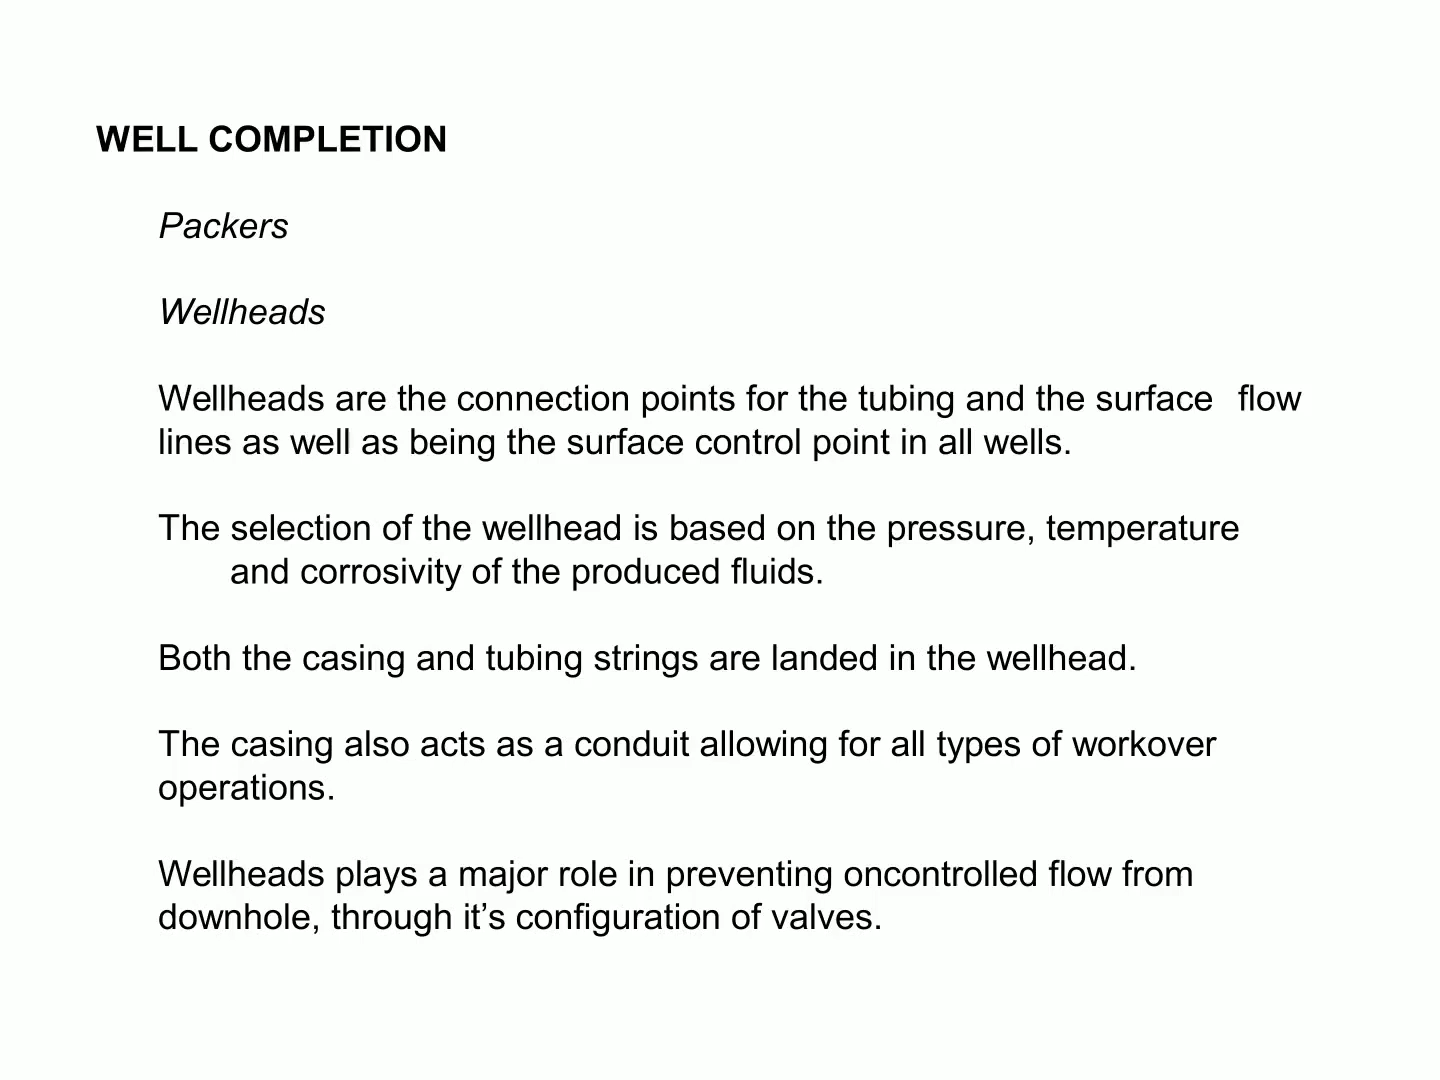 WELL COMPLETION
Packers
Wellheads
Wellheads are the connection points for the tubing and the surface flow
lines as well as being the surface control point in all wells.
The selection of the wellhead is based on the pressure, temperature
and corrosivity of the produced fluids.
Both the casing and tubing strings are landed in the wellhead.
The casing also acts as a conduit allowing for all types of workover
operations.
Wellheads plays a major role in preventing oncontrolled flow from
downhole, through it’s configuration of valves.